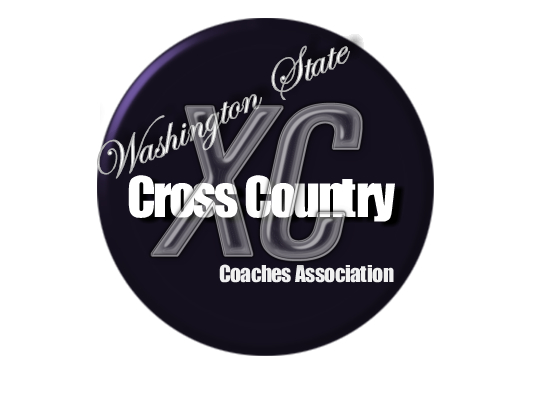 Washington State
XC
Cross Country
Coaches Association